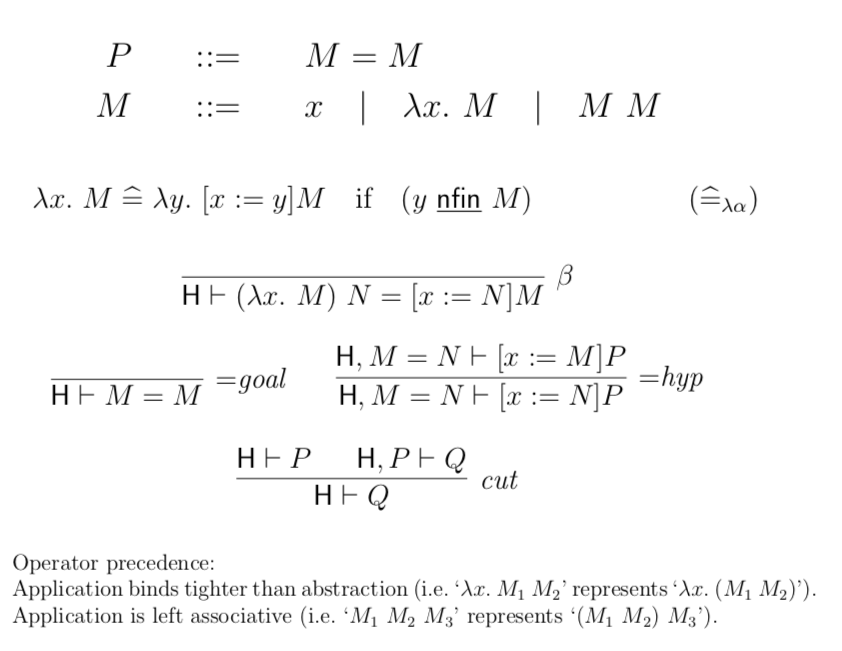 P ::= M = M
M ::= x | λx. M | M M
λx. M ≘ λy. [x := y]M if (y nfin M) (≘λα)
H ⊢ (λx. M) N = [x := N]M β
H ⊢ M = M =goal
H, M = N ⊢ [x := M]P
H, M = N ⊢ [x := N]P =hyp
H ⊢ P H, P ⊢ Q
H ⊢ Q cut
Operator precedence:
Application binds tighter than abstraction (i.e. ‘λx. M₁ M₂’ represents ‘λx. (M₁ M₂)’).
Application is left associative (i.e. ‘M₁ M₂ M₃’ represents ‘(M₁ M₂) M₃’).